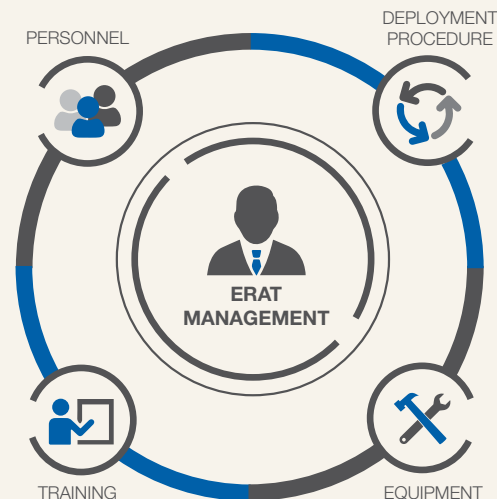 PERSONNEL
DEPLOYMENT
PROCEDURE
ERAT
MANAGEMENT
TRAINING
EQUIPMENT